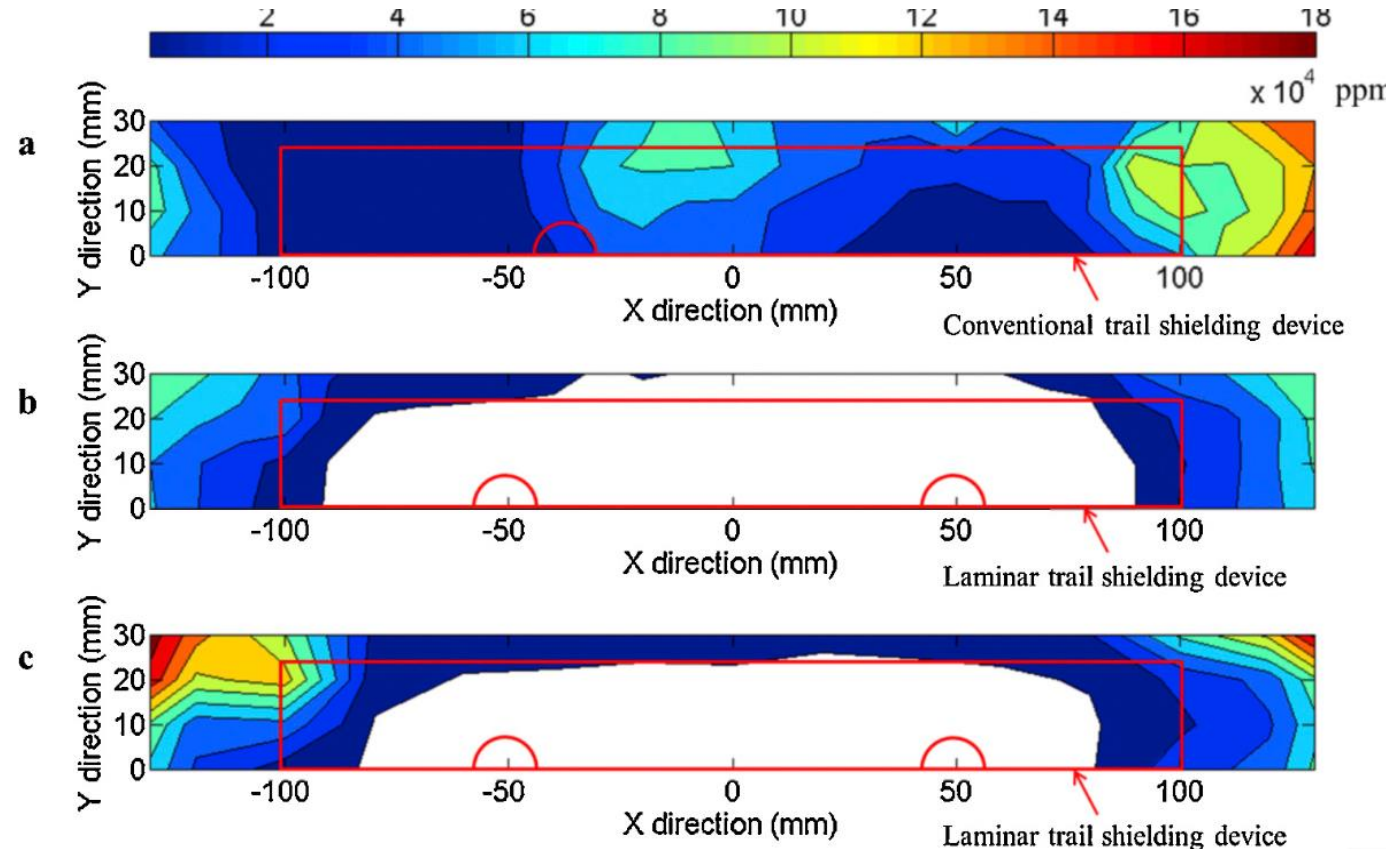 2 4 6 8 10 12 14 16 18
x 10⁴ ppm
a
Y direction (mm)
30
20
10
0
-100 -50 0 50 100
X direction (mm)
Conventional trail shielding device
b
Y direction (mm)
30
20
10
0
-100 -50 0 50 100
X direction (mm)
Laminar trail shielding device
c
Y direction (mm)
30
20
10
0
-100 -50 0 50 100
X direction (mm)
Laminar trail shielding device